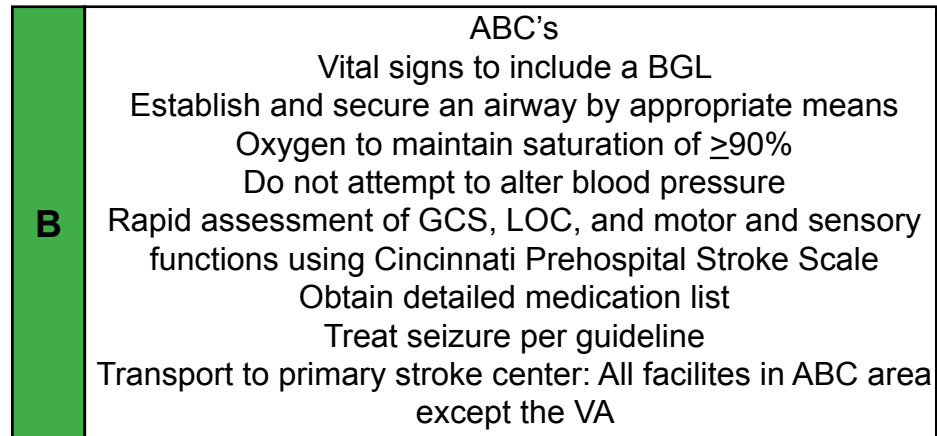 B
ABC’s
Vital signs to include a BGL
Establish and secure an airway by appropriate means
Oxygen to maintain saturation of ≥90%
Do not attempt to alter blood pressure
Rapid assessment of GCS, LOC, and motor and sensory
functions using Cincinnati Prehospital Stroke Scale
Obtain detailed medication list
Treat seizure per guideline
Transport to primary stroke center: All facilites in ABC area
except the VA